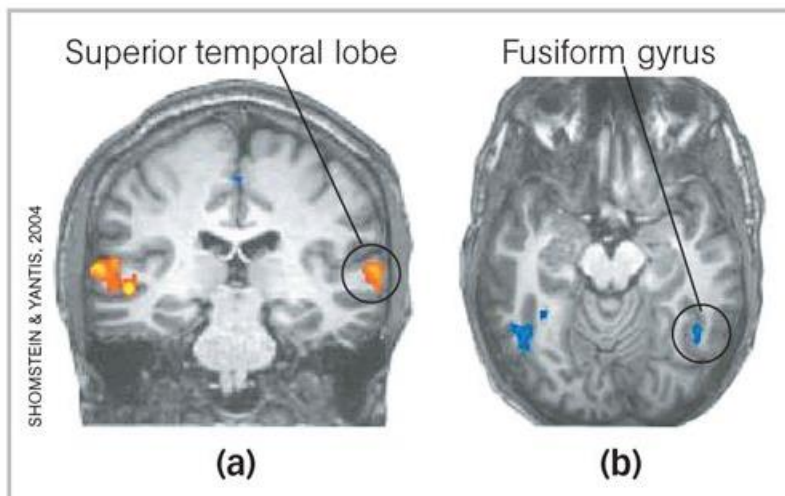 Superior temporal lobe
Fusiform gyrus
SHOMSTEIN & YANTIS, 2004
(a)
(b)